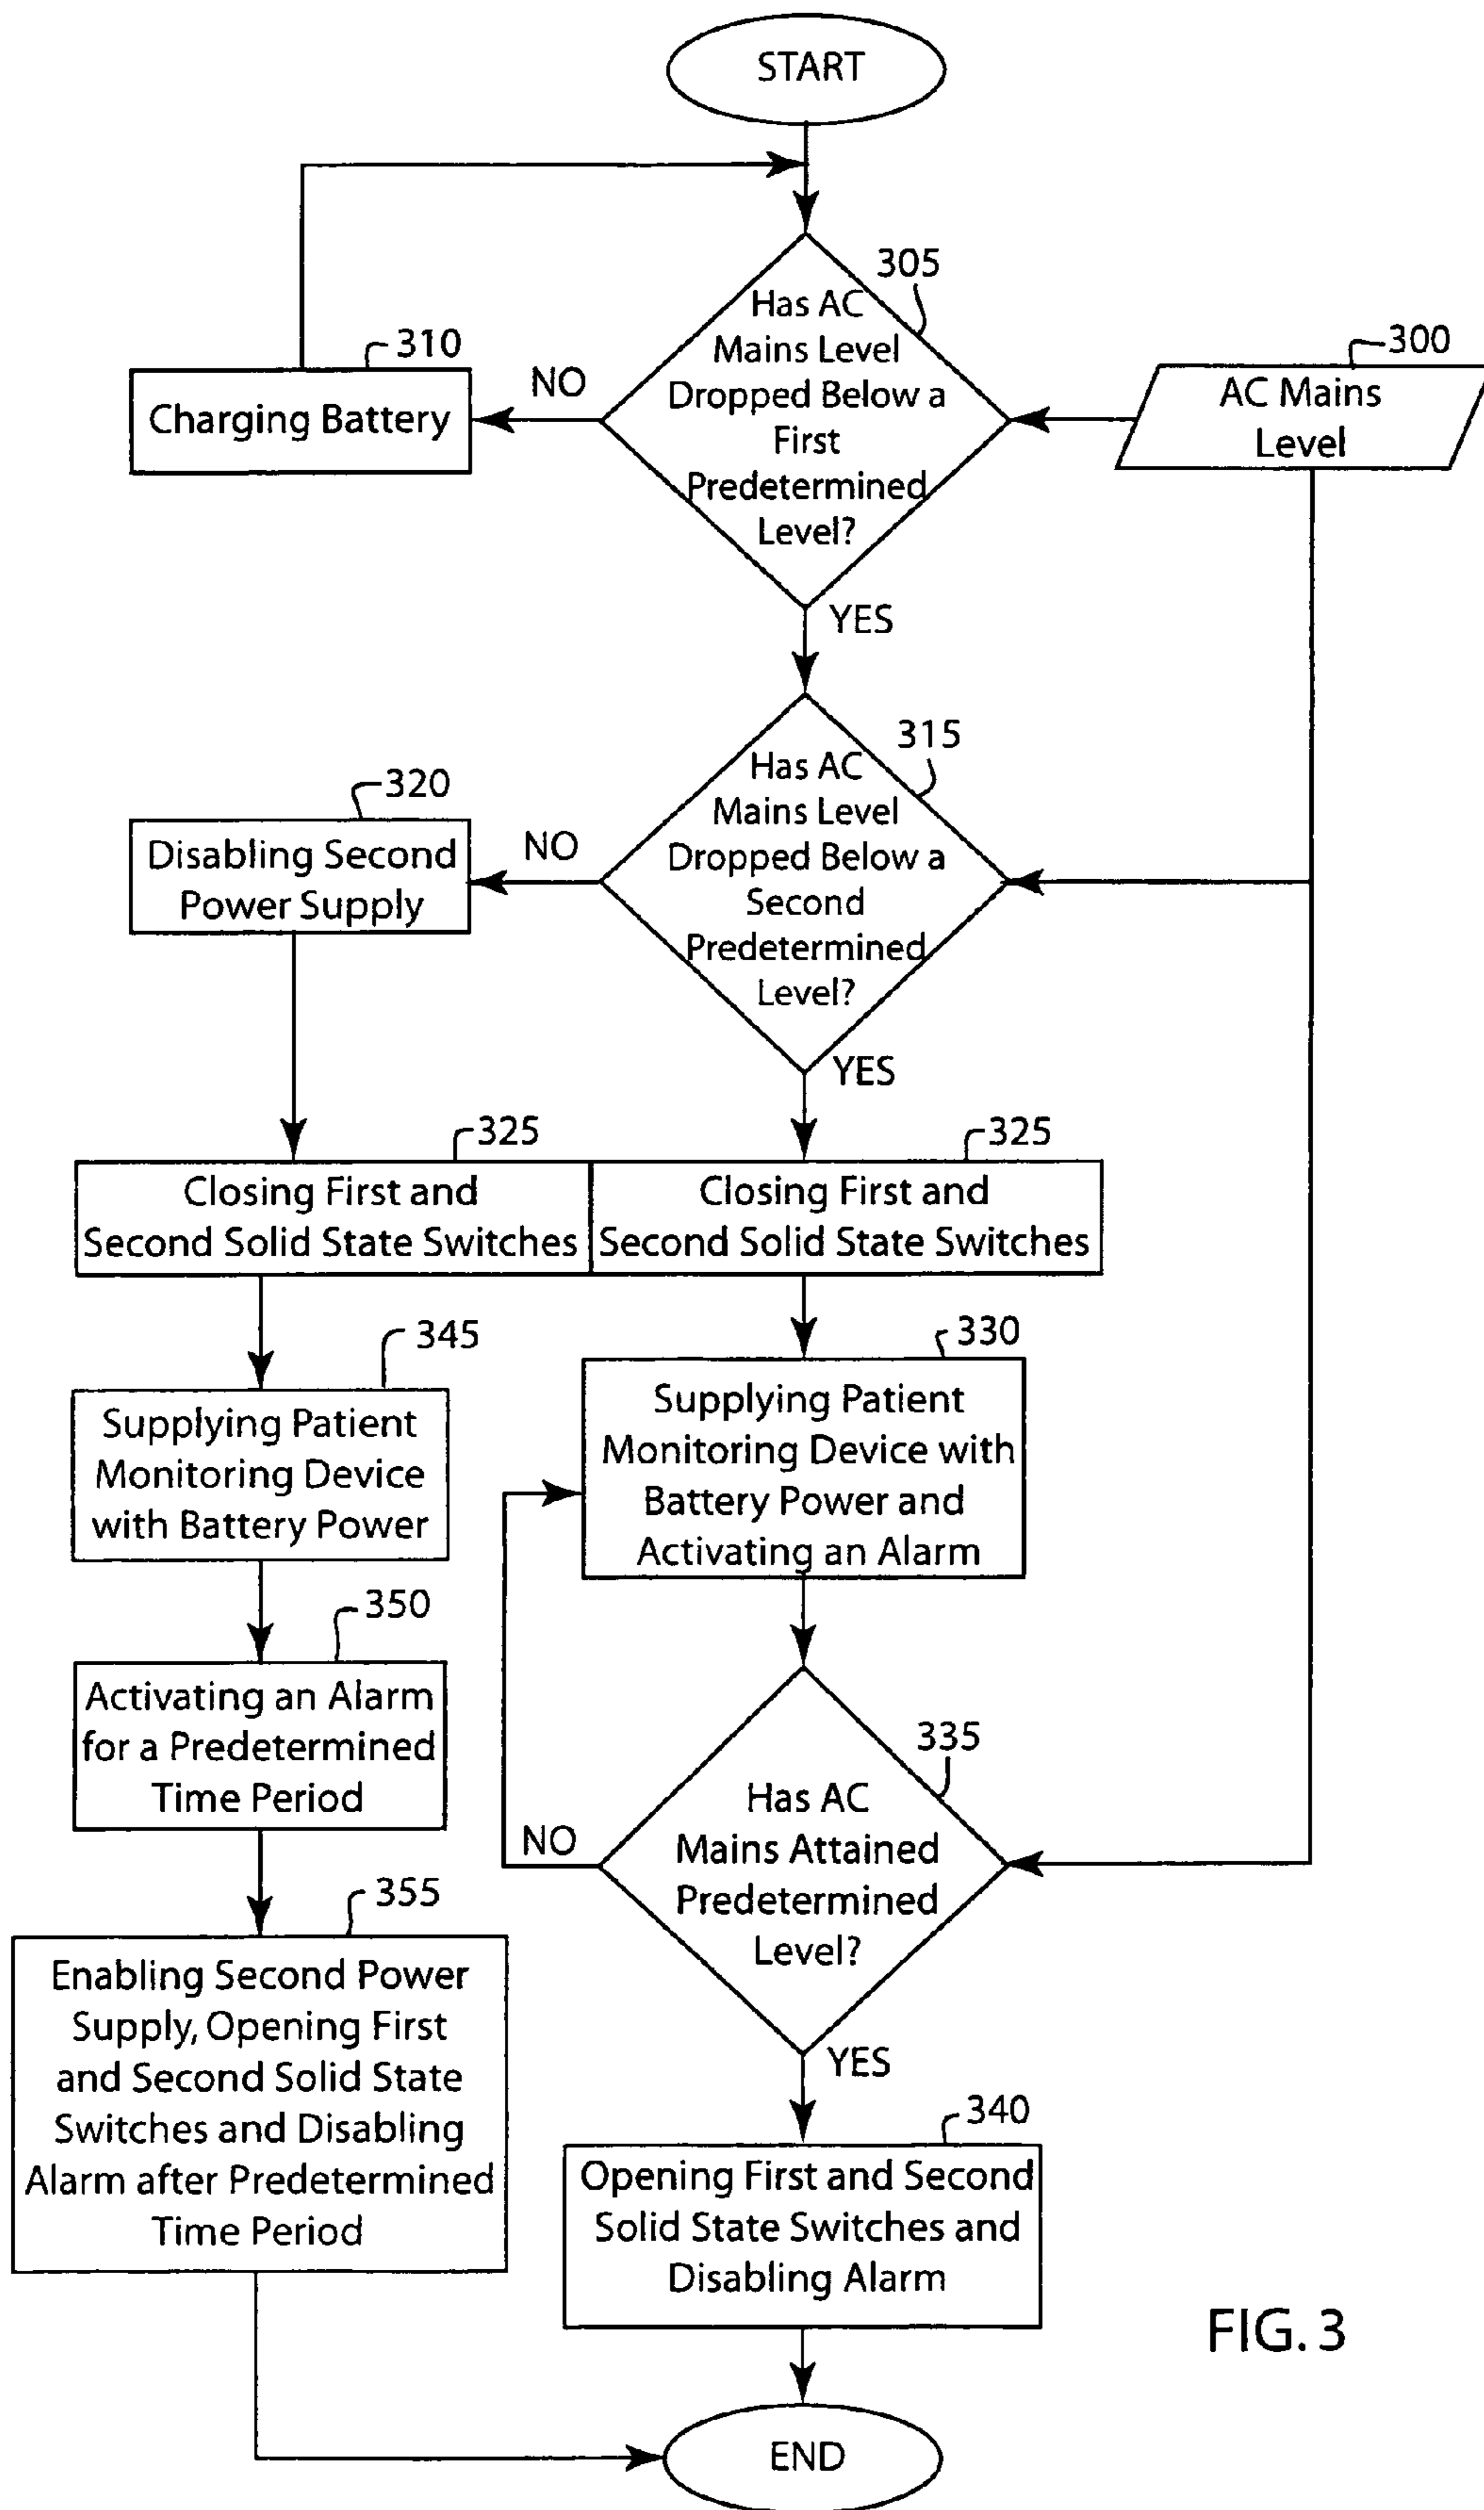 START
305
Has AC
Mains Level
Dropped Below a
First
Predetermined
Level?
310
Charging Battery
NO
300
AC Mains
Level
YES
315
Has AC
Mains Level
Dropped Below a
Second
Predetermined
Level?
320
Disabling Second
Power Supply
NO
YES
325
Closing First and
Second Solid State Switches
325
Closing First and
Second Solid State Switches
345
Supplying Patient
Monitoring Device
with Battery Power
330
Supplying Patient
Monitoring Device with
Battery Power and
Activating an Alarm
350
Activating an Alarm
for a Predetermined
Time Period
335
Has AC
Mains Attained
Predetermined
Level?
NO
YES
355
Enabling Second Power
Supply, Opening First
and Second Solid State
Switches and Disabling
Alarm after Predetermined
Time Period
340
Opening First and Second
Solid State Switches and
Disabling Alarm
FIG. 3
END